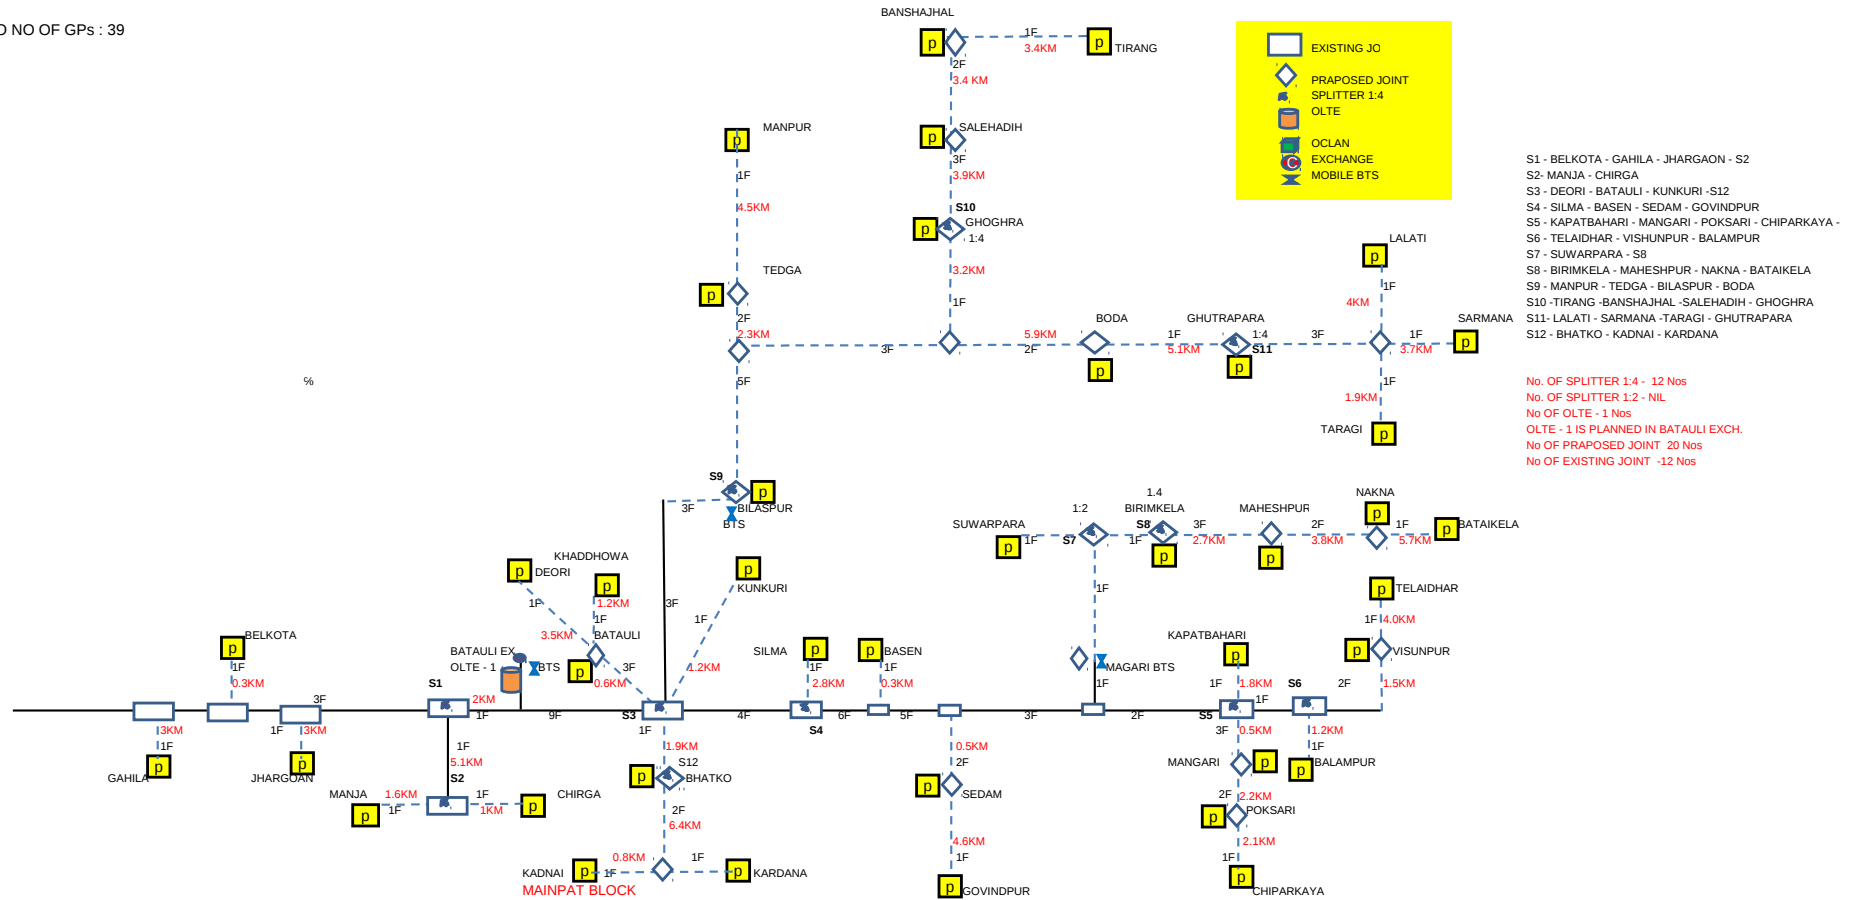 O NO OF GPs : 39
BANSHAJHAL
p
1F
3.4KM
p
TIRANG
2F
3.4 KM
EXISTING JO
PRAPOSED JOINT
SPLITTER 1:4
OLTE
OCLAN
C
EXCHANGE
MOBILE BTS
p
MANPUR
p
SALEHADIH
3F
3.9KM
1F
4.5KM
S10
p
GHOGHRA
1:4
3.2KM
1F
S1 - BELKOTA - GAHILA - JHARGAON - S2
S2- MANJA - CHIRGA
S3 - DEORI - BATAULI - KUNKURI -S12
S4 - SILMA - BASEN - SEDAM - GOVINDPUR
S5 - KAPATBAHARI - MANGARI - POKSARI - CHIPARKAYA -
S6 - TELAIDHAR - VISHUNPUR - BALAMPUR
S7 - SUWARPARA - S8
S8 - BIRIMKELA - MAHESHPUR - NAKNA - BATAIKELA
S9 - MANPUR - TEDGA - BILASPUR - BODA
S10 -TIRANG -BANSHAJHAL -SALEHADIH - GHOGHRA
S11- LALATI - SARMANA -TARAGI - GHUTRAPARA
S12 - BHATKO - KADNAI - KARDANA
No. OF SPLITTER 1:4 - 12 Nos
No. OF SPLITTER 1:2 - NIL
No OF OLTE - 1 Nos
OLTE - 1 IS PLANNED IN BATAULI EXCH.
No OF PRAPOSED JOINT 20 Nos
No OF EXISTING JOINT -12 Nos
LALATI
p
1F
4KM
TEDGA
p
2F
2.3KM
3F
5.9KM
2F
BODA
p
1F
5.1KM
GHUTRAPARA
1:4
S11
p
3F
1F
3.7KM
SARMANA
p
1F
1.9KM
TARAGI
p
℅
5F
S9
p
3F
BILASPUR
BTS
1:2
SUWARPARA
p
1F
S7
1.4
BIRIMKELA
S8
1F
p
3F
2.7KM
MAHESHPUR
p
2F
3.8KM
NAKNA
p
1F
5.7KM
p
BATAIKELA
KHADDHOWA
p
DEORI
p
1F
1.2KM
1F
3.5KM
BATAULI
p
3F
0.6KM
3F
p
KUNKURI
1F
1.2KM
1F
MAGARI BTS
1F
p
TELAIDHAR
1F
4.0KM
p
VISUNPUR
2F
1.5KM
p
BELKOTA
1F
0.3KM
BATAULI EX
OLTE - 1
BTS
SILMA
p
1F
2.8KM
p
BASEN
1F
0.3KM
KAPATBAHARI
p
1F
1.8KM
1F
S6
3F
S1
2KM
1F
9F
S3
4F
S4
6F
5F
3F
2F
S5
3KM
1F
GAHILA
p
1F
3KM
JHARGOAN
p
1F
5.1KM
S2
MANJA
p
1.6KM
1F
1F
1KM
p
CHIRGA
1F
1.9KM
S12
p
BHATKO
2F
6.4KM
0.8KM
KADNAI
p
1F
1F
p
KARDANA
MAINPAT BLOCK
0.5KM
2F
p
SEDAM
4.6KM
1F
p
GOVINDPUR
3F
0.5KM
MANGARI
p
2F
2.2KM
p
POKSARI
2.1KM
1F
p
CHIPARKAYA
1.2KM
1F
p
BALAMPUR